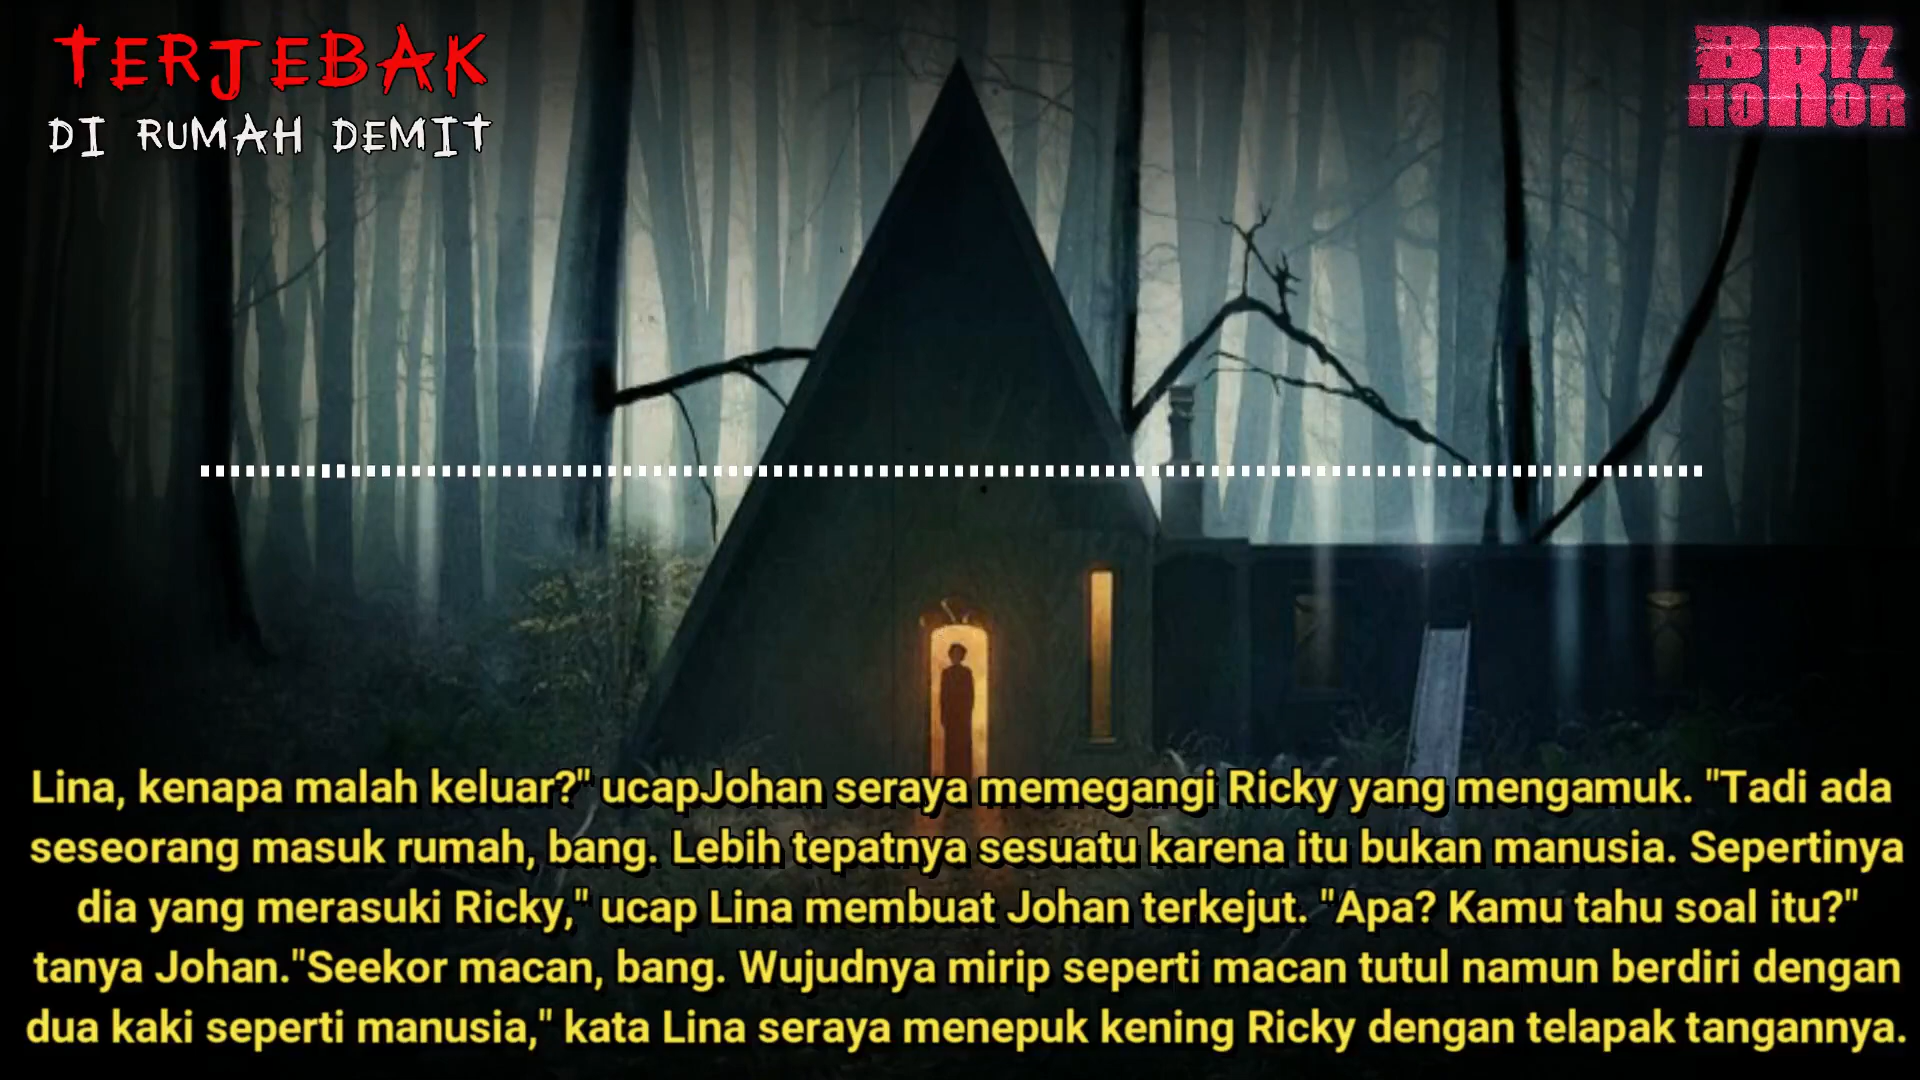 TERJEBAK
DI RUMAH DEMIT
BRIZ
HORROR
Lina, kenapa malah keluar?" ucapJohan seraya memegangi Ricky yang mengamuk. "Tadi ada
seseorang masuk rumah, bang. Lebih tepatnya sesuatu karena itu bukan manusia. Sepertinya
dia yang merasuki Ricky," ucap Lina membuat Johan terkejut. "Apa? Kamu tahu soal itu?"
tanya Johan."Seekor macan, bang. Wujudnya mirip seperti macan tutul namun berdiri dengan
dua kaki seperti manusia," kata Lina seraya menepuk kening Ricky dengan telapak tangannya.